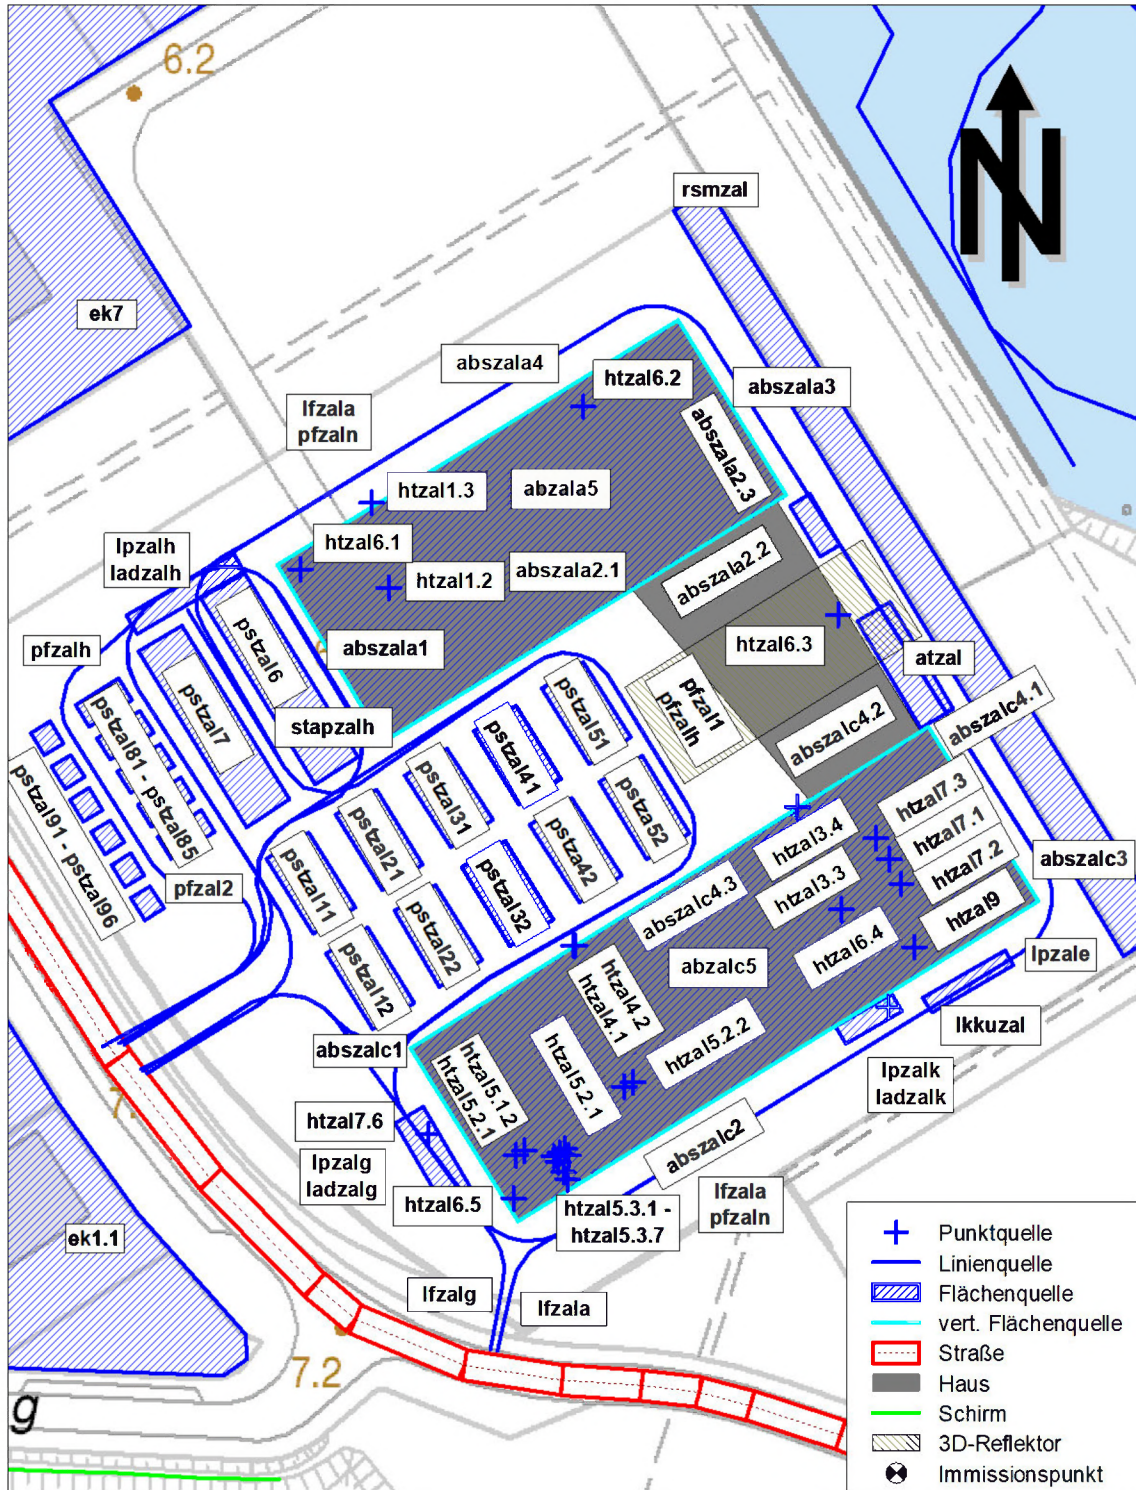 6.2
rsmzal
ek7
abszala4
htzal6.2
abszala3
lfzala
pfzaln
abszala2.3
htzal1.3
abzala5
htzal6.1
lpzalh
ladzalh
htzal1.2
abszala2.1
abszala2.2
pstzal6
pfzalh
abszala1
htzal6.3
atzal
pstzal7
pfzal1
pfzalh
pstzal51
abszalc4.1
stapzalh
pstzal41
abszalc4.2
pstzal81 - pstzal85
pstzal31
pstzal91 - pstzal96
pstzal21
pstza52
htzal7.3
pstza42
htzal3.4
htzal7.1
abszalc3
pfzal2
pstzal11
htzal7.2
pstzal32
htzal3.3
abszalc4.3
htzal9
pstzal22
htzal6.4
lpzale
abzalc5
pstzal12
htzal4.2
htzal4.1
lkkuzal
abszalc1
htzal5.2.2
htzal5.1.2
htzal5.2.1
htzal5.2.1
lpzalk
ladzalk
7.
htzal7.6
abszalc2
lpzalg
ladzalg
htzal6.5
htzal5.3.1 -
htzal5.3.7
lfzala
pfzaln
ek1.1
lfzalg
lfzala
7.2
g
Punktquelle
Linienquelle
Flächenquelle
vert. Flächenquelle
Straße
Haus
Schirm
3D-Reflektor
Immissionspunkt